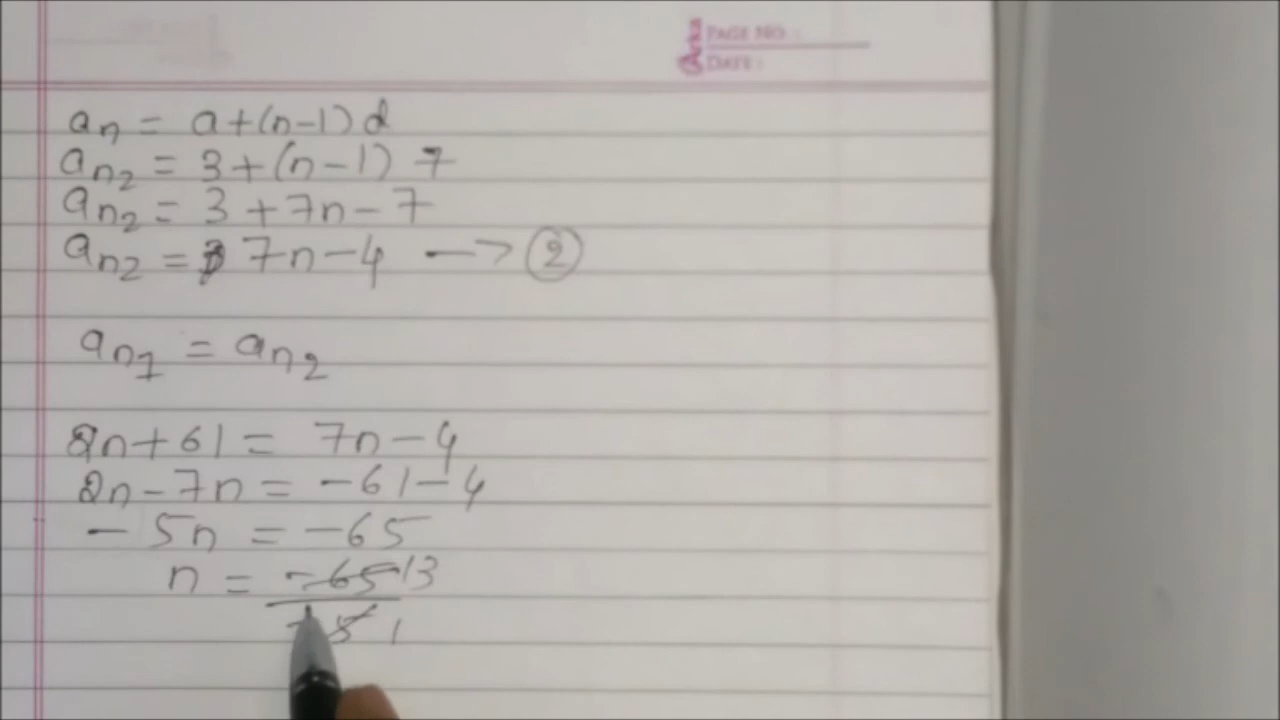 PAGE NO.:
DATE:
an = a+(n-1)d
an2 = 3+(n-1) 7
an2 = 3+7n-7
an2 = 7n-4 —> ②
an1 = an2
2n+61 = 7n-4
2n-7n = -61-4
-5n = -65
n = -65 13
-5 1